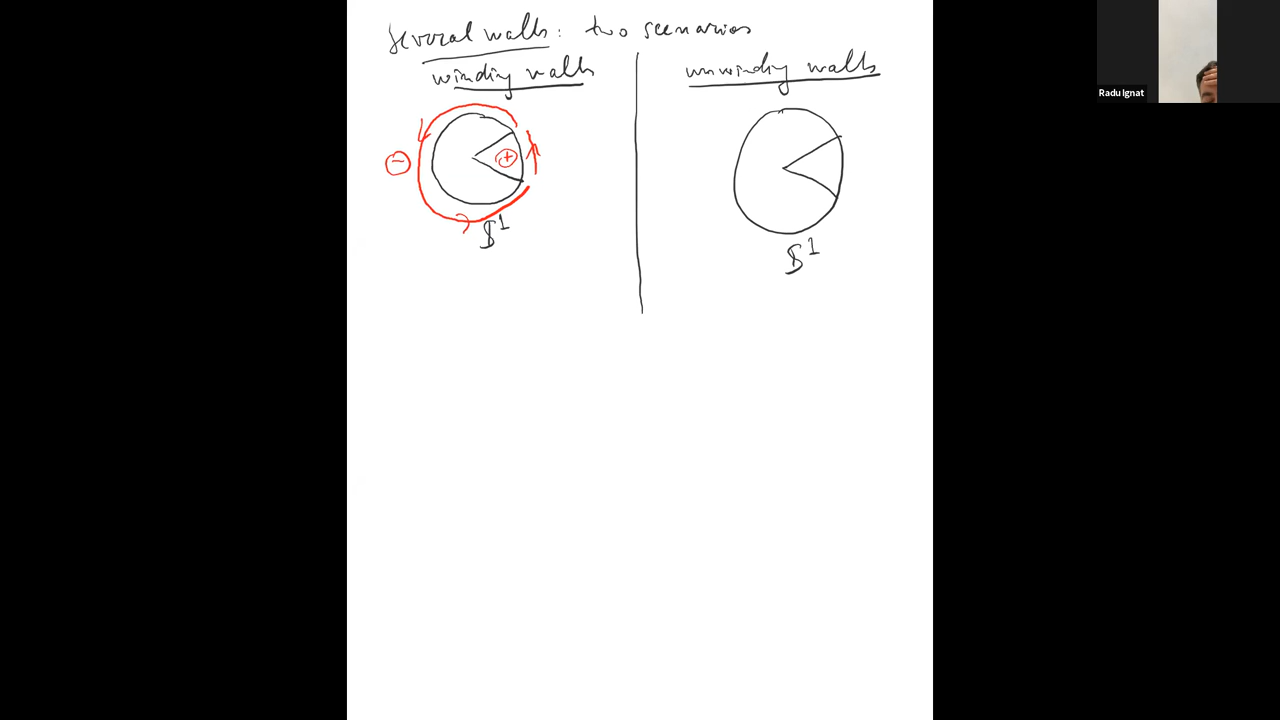 Several walls: two scenarios
winding walls
unwinding walls
+
-
S¹
S¹
Radu Ignat